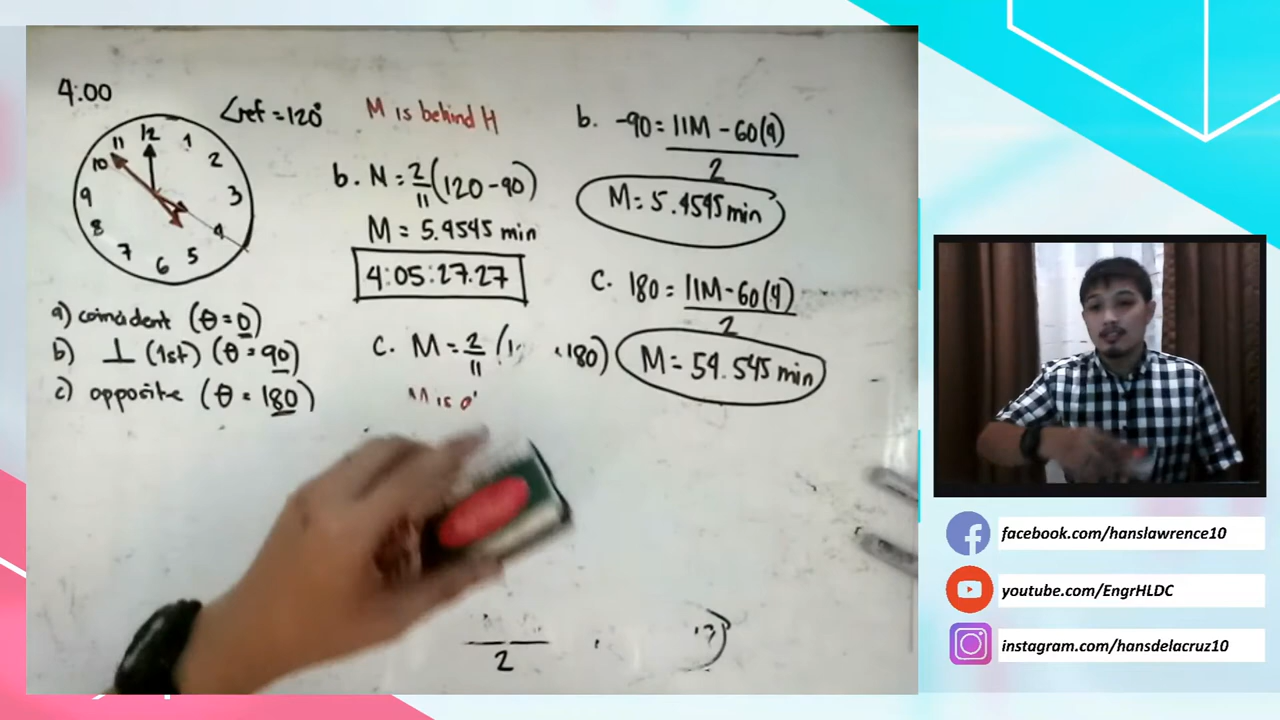 4:00
12
11
1
10
2
9
3
8
4
7
5
6
∠ref = 120°
M is behind H
b. M = 2/11 (120 - 90)
M = 5.4545 min
4:05:27.27
a) coincident (θ = 0)
b) ⊥ (1st) (θ = 90)
c) opposite (θ = 180)
c. M = 2/11 (
180)
M is
b. -90 = 11M - 60(4)
2
M = 5.4545 min
c. 180 = 11M - 60(4)
2
M = 54.545 min
2
facebook.com/hanslawrence10
youtube.com/EngrHLDC
instagram.com/hansdelacruz10